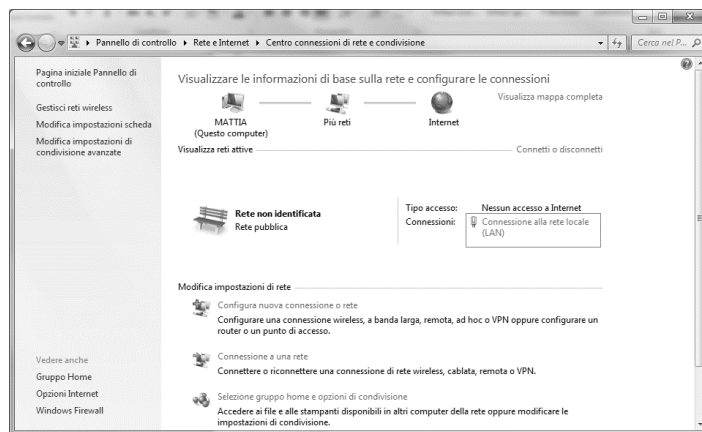 Pannello di controllo ▸ Rete e Internet ▸ Centro connessioni di rete e condivisione
Cerca nel P...
Pagina iniziale Pannello di
controllo
Gestisci reti wireless
Modifica impostazioni scheda
Modifica impostazioni di
condivisione avanzate
Vedere anche
Gruppo Home
Opzioni Internet
Windows Firewall
Visualizzare le informazioni di base sulla rete e configurare le connessioni
Visualizza mappa completa
MATTIA
(Questo computer)
Più reti
Internet
Visualizza reti attive
Connetti o disconnetti
Rete non identificata
Rete pubblica
Tipo accesso: Nessun accesso a Internet
Connessioni: Connessione alla rete locale
(LAN)
Modifica impostazioni di rete
Configura nuova connessione o rete
Configurare una connessione wireless, a banda larga, remota, ad hoc o VPN oppure configurare un
router o un punto di accesso.
Connessione a una rete
Connettere o riconnettere una connessione di rete wireless, cablata, remota o VPN.
Selezione gruppo home e opzioni di condivisione
Accedere ai file e alle stampanti disponibili in altri computer della rete oppure modificare le
impostazioni di condivisione.